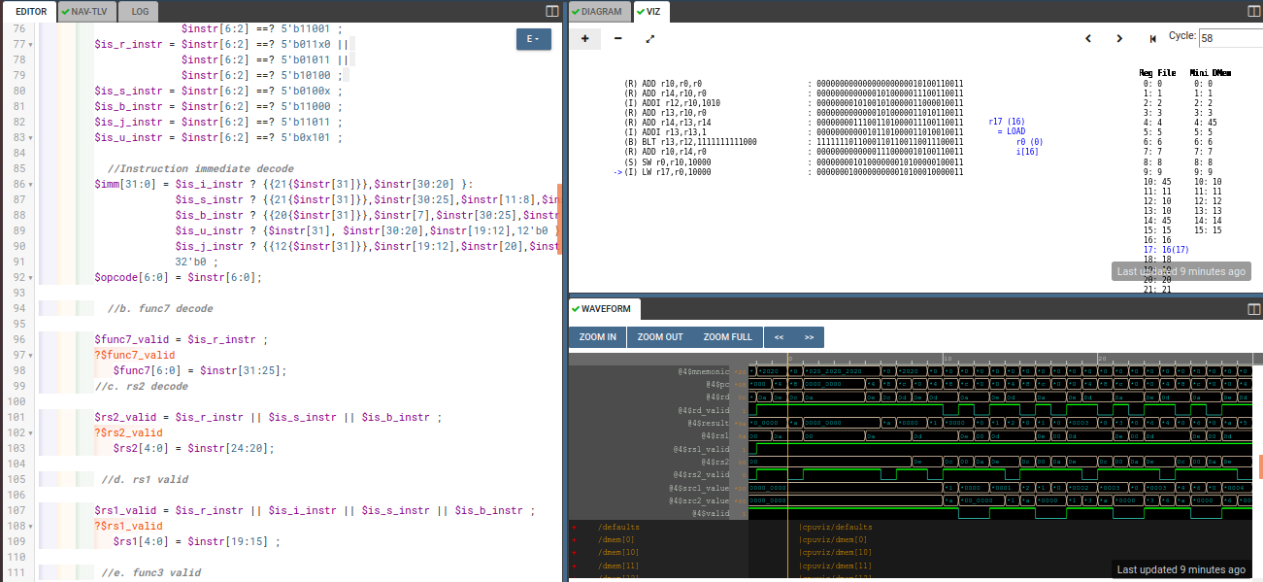 EDITOR NAV-TLV LOG
76 $instr[6:2] ==? 5'b11001 ;
77 $is_r_instr = $instr[6:2] ==? 5'b011x0 ||
78 $instr[6:2] ==? 5'b01011 ||
79 $instr[6:2] ==? 5'b10100 ;
80 $is_s_instr = $instr[6:2] ==? 5'b0100x ;
81 $is_b_instr = $instr[6:2] ==? 5'b11000 ;
82 $is_j_instr = $instr[6:2] ==? 5'b11011 ;
83 $is_u_instr = $instr[6:2] ==? 5'b0x101 ;
84
85 //Instruction immediate decode
86 $imm[31:0] = $is_i_instr ? {{21{$instr[31]}},$instr[30:20] }:
87 $is_s_instr ? {{21{$instr[31]}},$instr[30:25],$instr[11:8],$in
88 $is_b_instr ? {{20{$instr[31]}},$instr[7],$instr[30:25],$instr
89 $is_u_instr ? {$instr[31], $instr[30:20],$instr[19:12],12'b0 }
90 $is_j_instr ? {{12{$instr[31]}},$instr[19:12],$instr[20],$inst
91 32'b0 ;
92 $opcode[6:0] = $instr[6:0];
93
94 //b. func7 decode
95
96 $func7_valid = $is_r_instr ;
97 ?$func7_valid
98 $func7[6:0] = $instr[31:25];
99 //c. rs2 decode
100
101 $rs2_valid = $is_r_instr || $is_s_instr || $is_b_instr ;
102 ?$rs2_valid
103 $rs2[4:0] = $instr[24:20];
104
105 //d. rs1 valid
106
107 $rs1_valid = $is_r_instr || $is_i_instr || $is_s_instr || $is_b_instr ;
108 ?$rs1_valid
109 $rs1[4:0] = $instr[19:15] ;
110
111 //e. func3 valid
E -
DIAGRAM VIZ
Cycle: 58
(R) ADD r10,r0,r0 : 00000000000000000000010100110011
(R) ADD r14,r10,r0 : 00000000000001010000011100110011
(I) ADDI r12,r10,1010 : 00000000101001010000011000010011
(R) ADD r13,r10,r0 : 00000000000001010000011010110011
(R) ADD r14,r13,r14 : 00000000111001101000011100110011
(I) ADDI r13,r13,1 : 00000000000101101000011010010011
(B) BLT r13,r12,1111111111000 : 11111110110001101100110011100011
(R) ADD r10,r14,r0 : 00000000000001110000010100110011
(S) SW r0,r10,10000 : 00000000101000000010100000100011
->(I) LW r17,r0,10000 : 00000001000000000010100010000011
r17 (16)
= LOAD
r0 (0)
i[16]
Reg File Mini DMem
0: 0 0: 0
1: 1 1: 1
2: 2 2: 2
3: 3 3: 3
4: 4 4: 45
5: 5 5: 5
6: 6 6: 6
7: 7 7: 7
8: 8 8: 8
9: 9 9: 9
10: 45 10: 10
11: 11 11: 11
12: 10 12: 12
13: 10 13: 13
14: 45 14: 14
15: 15 15: 15
16: 16
17: 16(17)
18: 18
20: 20
21: 21
Last updated 9 minutes ago
WAVEFORM
ZOOM IN ZOOM OUT ZOOM FULL << >>
@4$mnemonic
@4$pc
@4$rd
@4$rd_valid
@4$result
@4$rs1
@4$rs1_valid
@4$rs2
@4$rs2_valid
@4$src1_value
@4$src2_value
@4$valid
/defaults |cpuviz/defaults
/dmem[0] |cpuviz/dmem[0]
/dmem[10] |cpuviz/dmem[10]
/dmem[11] |cpuviz/dmem[11]
Last updated 9 minutes ago